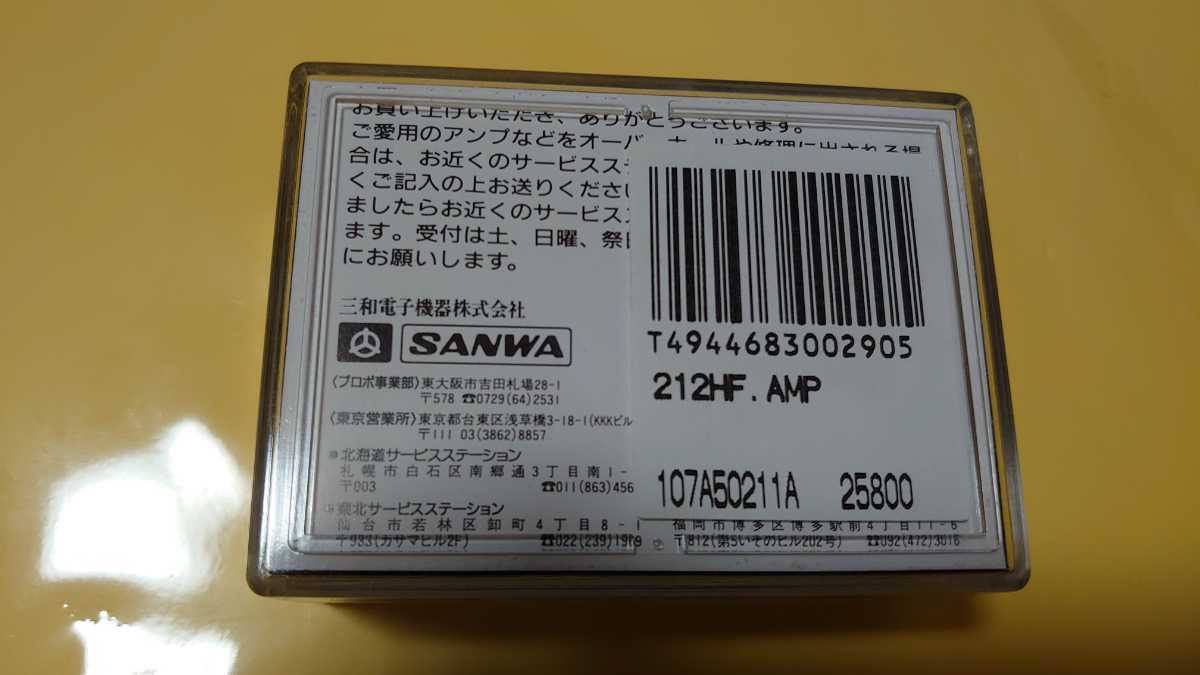 お買い上げいただき、ありがとうございます。
ご愛用のアンプなどをオーバーホールや修理に出される場
合は、お近くのサービスス
くご記入の上お送りくださ
ましたらお近くのサービス
ます。受付は土、日曜、祭
にお願いします。
三和電子機器株式会社
SANWA
〈プロポ事業部〉東大阪市吉田札場28-1
〒578 ☎0729(64)2531
〈東京営業所〉東京都台東区浅草橋3-18-1(KKKビル
〒111 03(3862)8857
●北海道サービスステーション
札幌市白石区南郷通3丁目南1-
〒003 ☎011(863)456
●東北サービスステーション
仙台市若林区卸町4丁目8-1
〒983(カサマビル2F) ☎022(239)1909
福岡市博多区博多駅前4丁目11-6
〒812(第5いそのビル202号) ☎092(472)3016
T4944683002905
212HF.AMP
107A50211A 25800